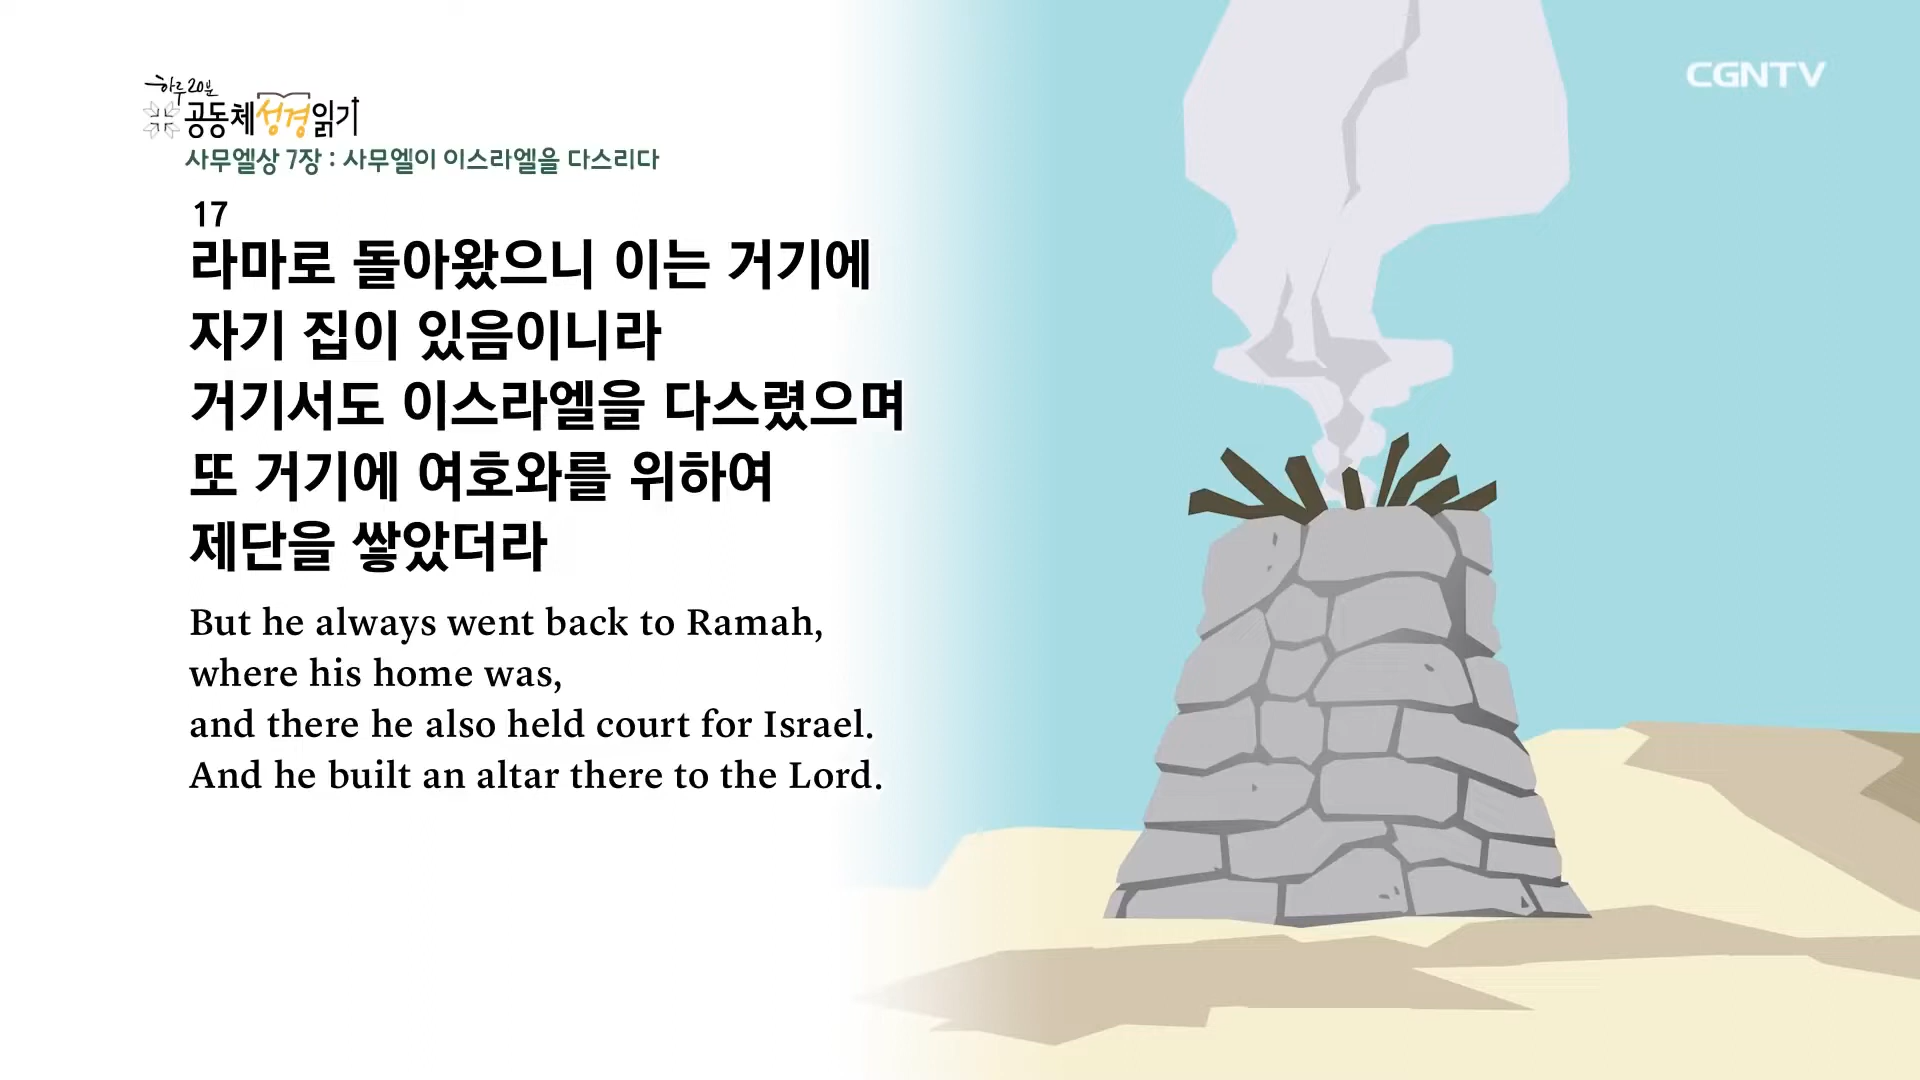 하루 20분
공동체성경읽기
사무엘상 7장 : 사무엘이 이스라엘을 다스리다
17
라마로 돌아왔으니 이는 거기에
자기 집이 있음이니라
거기서도 이스라엘을 다스렸으며
또 거기에 여호와를 위하여
제단을 쌓았더라
But he always went back to Ramah,
where his home was,
and there he also held court for Israel.
And he built an altar there to the Lord.
CGNTV